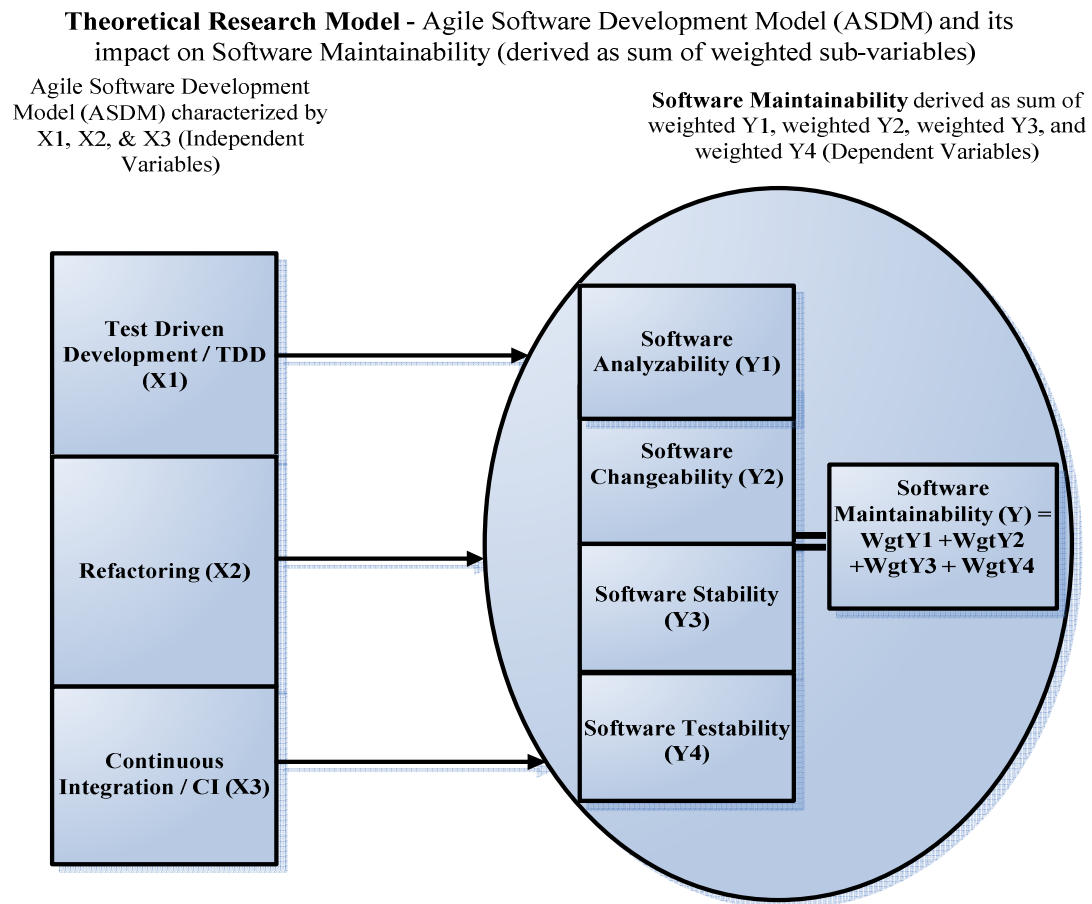 Theoretical Research Model - Agile Software Development Model (ASDM) and its
impact on Software Maintainability (derived as sum of weighted sub-variables)
Agile Software Development
Model (ASDM) characterized by
X1, X2, & X3 (Independent
Variables)
Software Maintainability derived as sum of
weighted Y1, weighted Y2, weighted Y3, and
weighted Y4 (Dependent Variables)
Test Driven
Development / TDD
(X1)
Refactoring (X2)
Continuous
Integration / CI (X3)
Software
Analyzability (Y1)
Software
Changeability (Y2)
Software Stability
(Y3)
Software Testability
(Y4)
Software
Maintainability (Y) =
WgtY1 +WgtY2
+WgtY3 + WgtY4